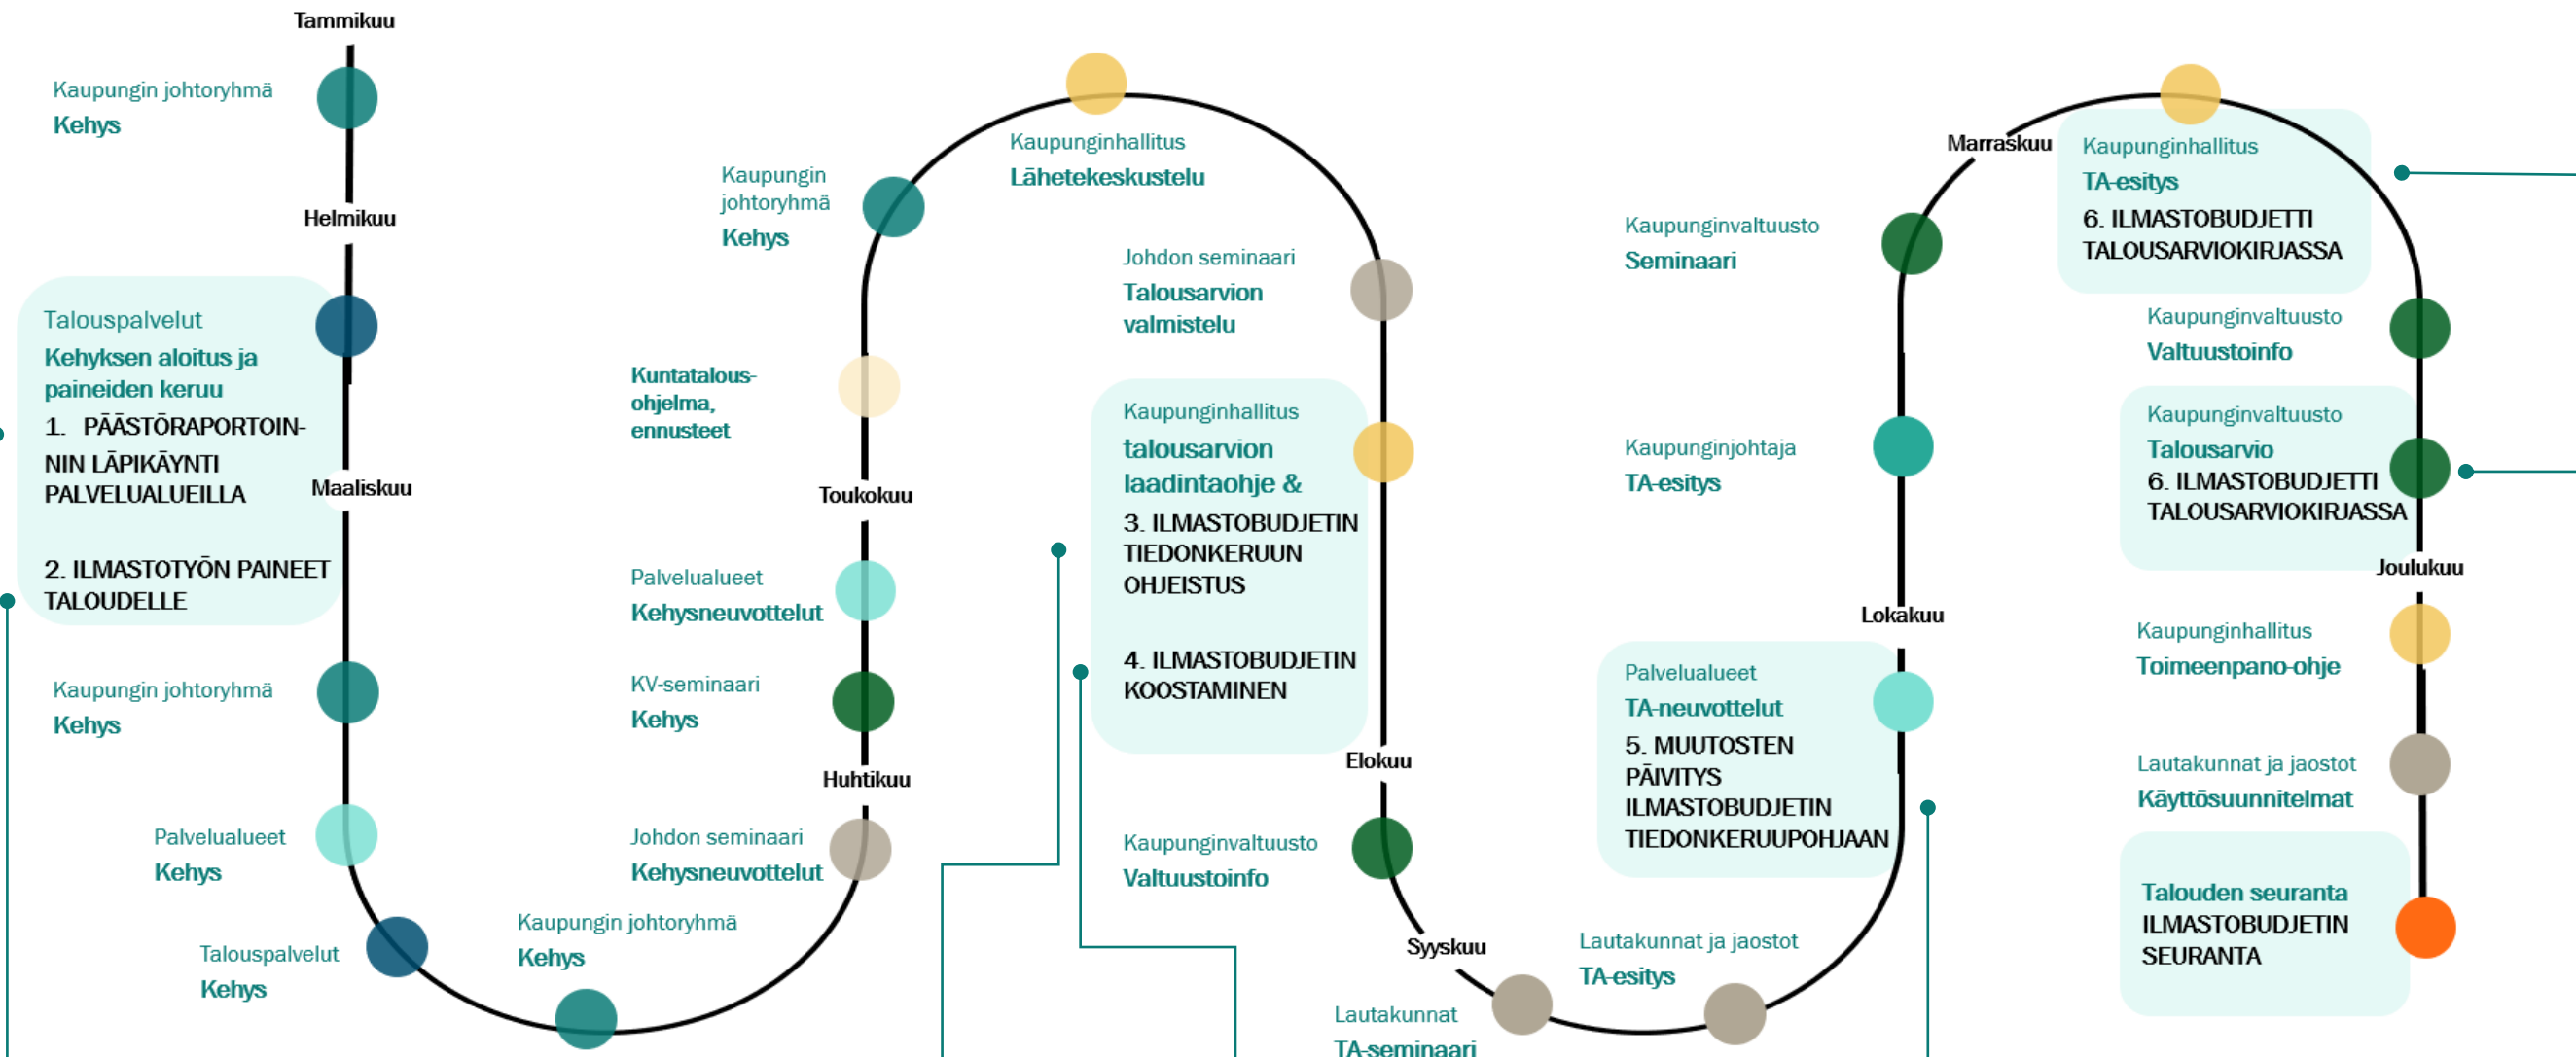 Tammikuu
Kaupungin johtoryhmä
Kehys
Helmikuu
Talouspalvelut
Kehyksen aloitus ja
paineiden keruu
1. PÄÄSTÖRAPORTOIN-
NIN LÄPIKÄYNTI
PALVELUALUEILLA
2. ILMASTOTYÖN PAINEET
TALOUDELLE
Maaliskuu
Kaupungin johtoryhmä
Kehys
Palvelualueet
Kehys
Talouspalvelut
Kehys
Kaupungin johtoryhmä
Kehys
Johdon seminaari
Kehysneuvottelut
Huhtikuu
KV-seminaari
Kehys
Palvelualueet
Kehysneuvottelut
Toukokuu
Kuntatalous-
ohjelma,
ennusteet
Kaupungin
johtoryhmä
Kehys
Kaupunginhallitus
Lähetekeskustelu
Johdon seminaari
Talousarvion
valmistelu
Kaupunginhallitus
talousarvion
laadintaohje &
3. ILMASTOBUDJETIN
TIEDONKERUUN
OHJEISTUS
4. ILMASTOBUDJETIN
KOOSTAMINEN
Elokuu
Kaupunginvaltuusto
Valtuustoinfo
Syyskuu
Lautakunnat
TA-seminaari
Lautakunnat ja jaostot
TA-esitys
Palvelualueet
TA-neuvottelut
5. MUUTOSTEN
PÄIVITYS
ILMASTOBUDJETIN
TIEDONKERUUPOHJAAN
Lokakuu
Kaupunginjohtaja
TA-esitys
Kaupunginvaltuusto
Seminaari
Marraskuu
Kaupunginhallitus
TA-esitys
6. ILMASTOBUDJETTI
TALOUSARVIOKIRJASSA
Kaupunginvaltuusto
Valtuustoinfo
Kaupunginvaltuusto
Talousarvio
6. ILMASTOBUDJETTI
TALOUSARVIOKIRJASSA
Joulukuu
Kaupunginhallitus
Toimeenpano-ohje
Lautakunnat ja jaostot
Käyttösuunnitelmat
Talouden seuranta
ILMASTOBUDJETIN
SEURANTA